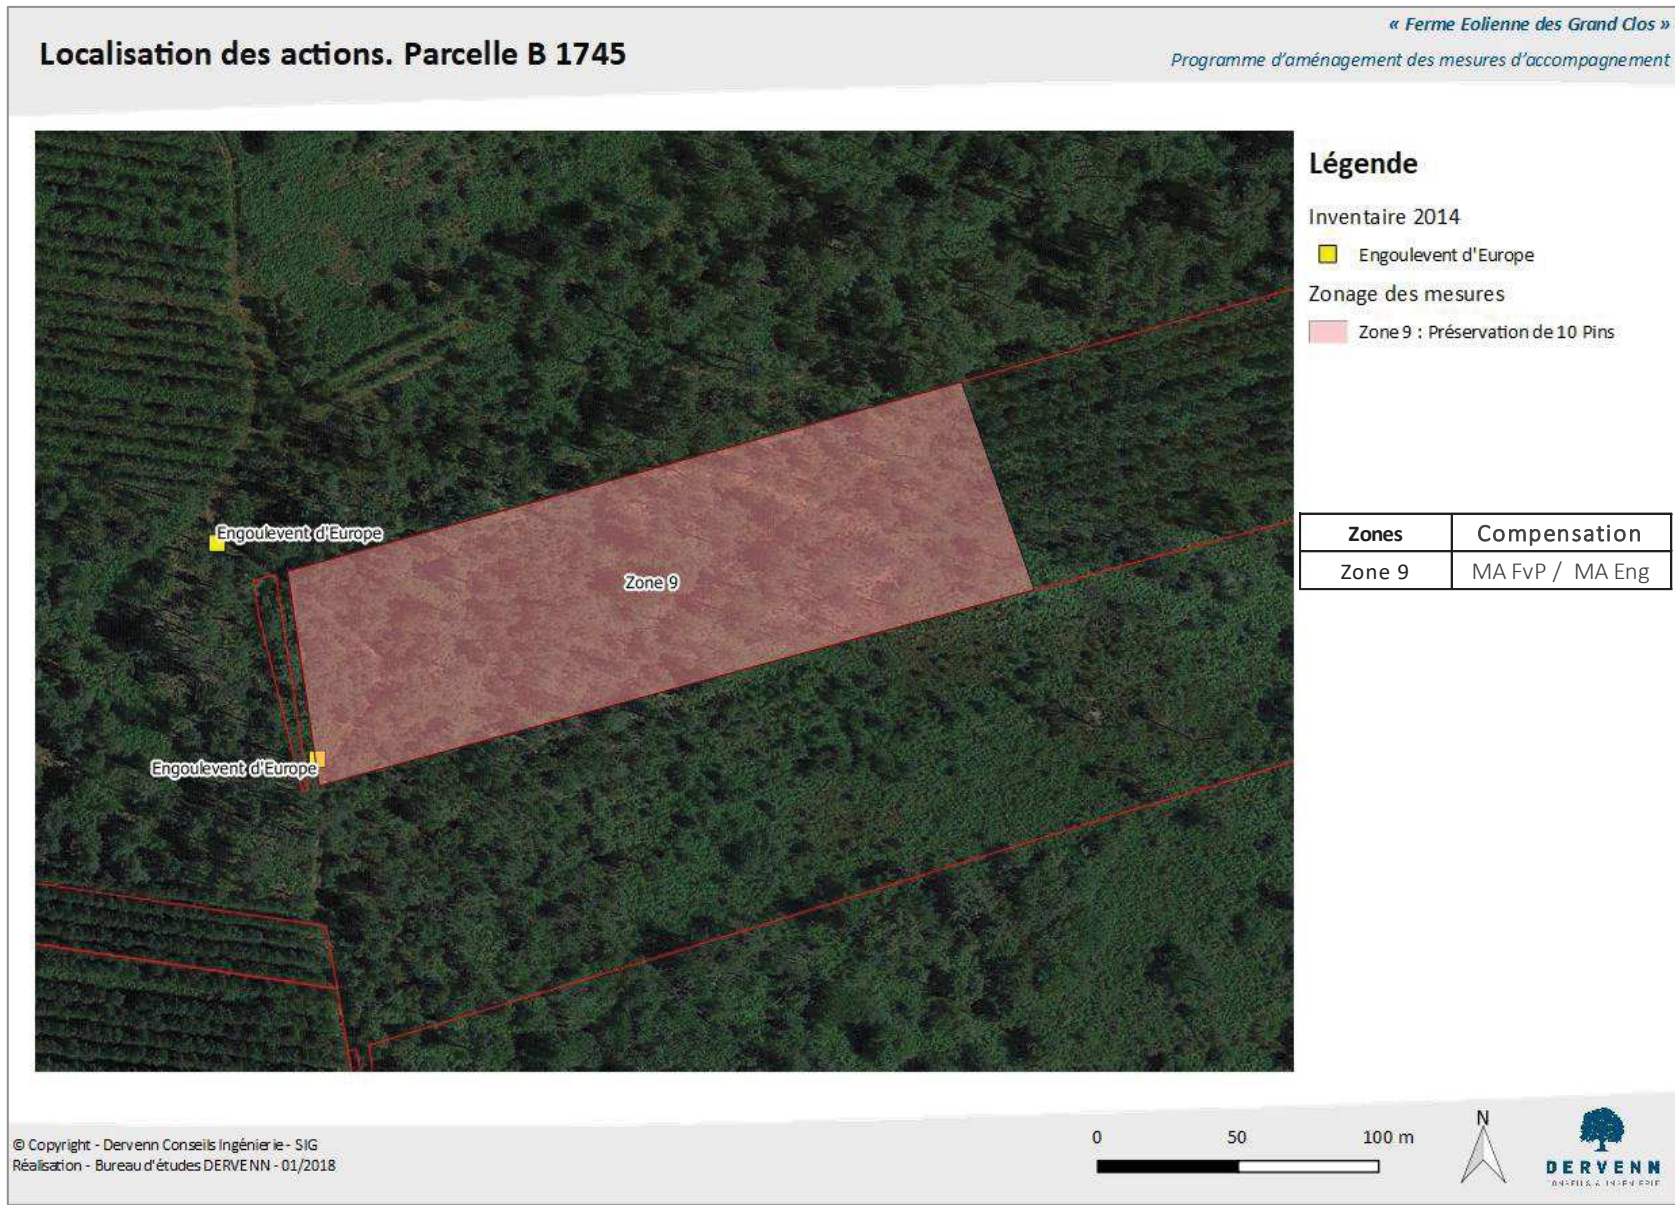 « Ferme Eolienne des Grand Clos »
Localisation des actions. Parcelle B 1745
Programme d'aménagement des mesures d'accompagnement
Légende
Inventaire 2014
Engoulevent d'Europe
Zonage des mesures
Zone 9 : Préservation de 10 Pins
Engoulevent d'Europe
Zone 9
Engoulevent d'Europe
Zones Compensation
Zone 9 MA FvP / MA Eng
© Copyright - Dervenn Conseils Ingénierie - SIG
Réalisation - Bureau d'études DERVENN - 01/2018
0 50 100 m
N
DERVENN
CONSEILS & INGENIERIE